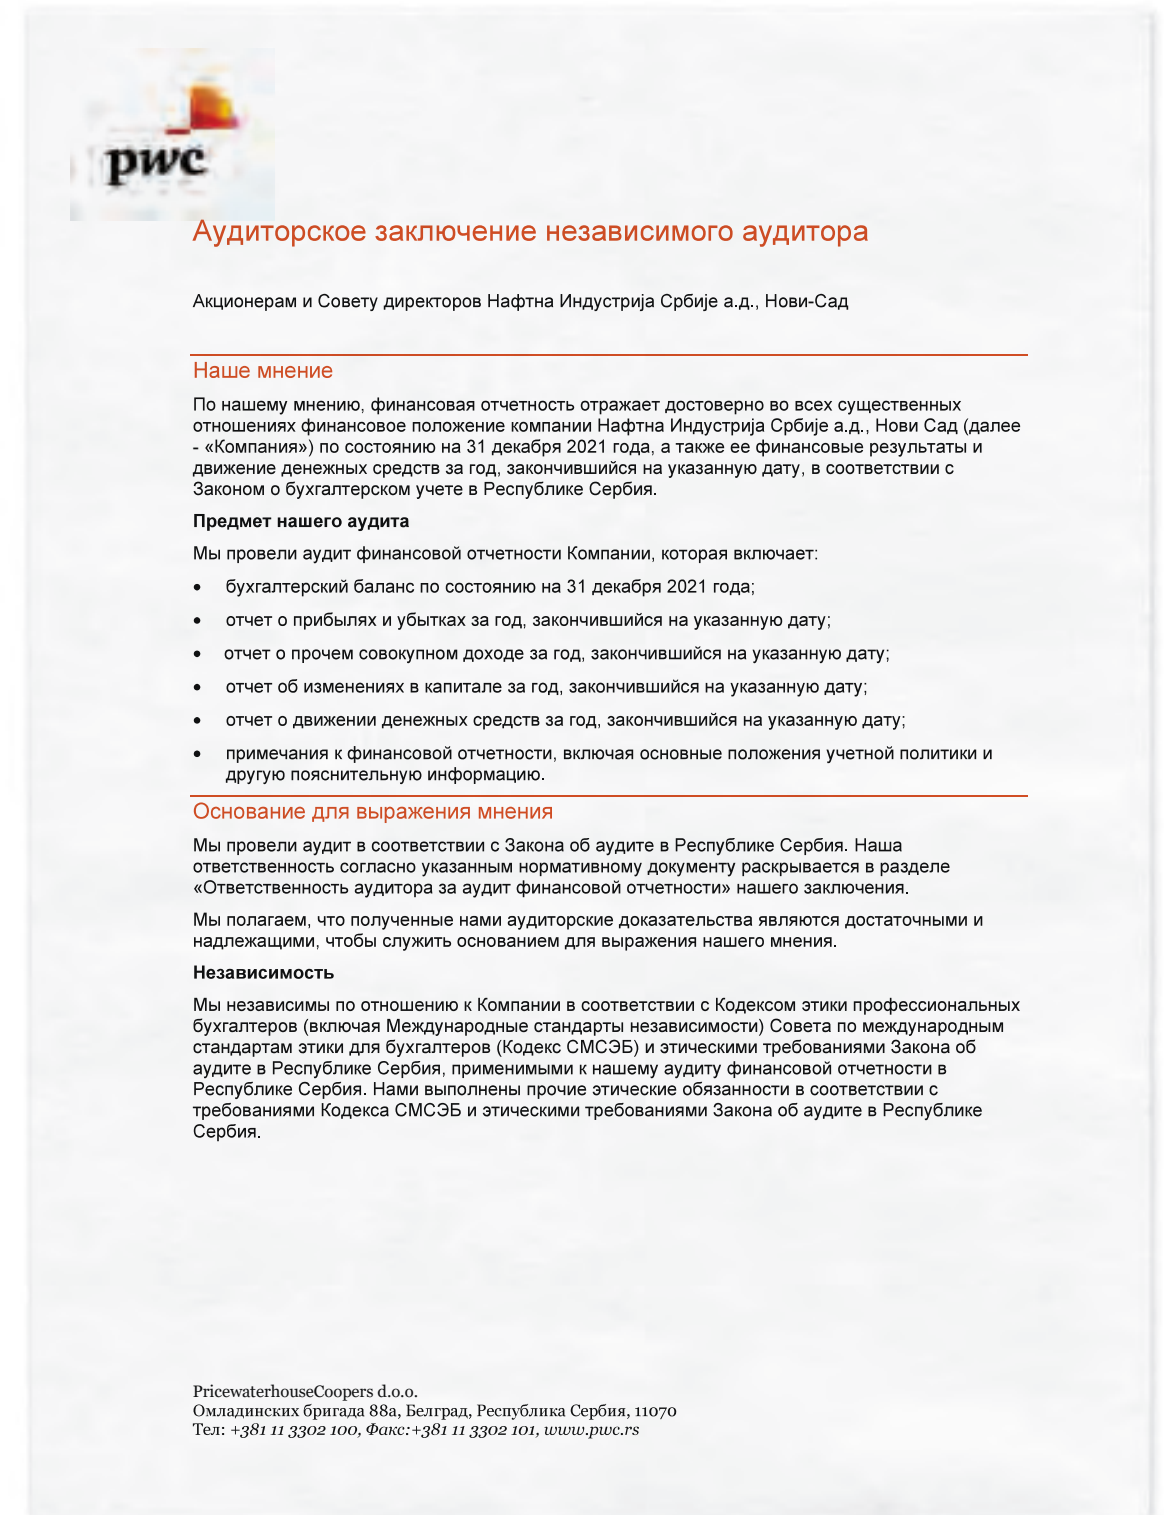 pwc
Аудиторское заключение независимого аудитора
Акционерам и Совету директоров Нафтна Индустрија Србије а.д., Нови-Сад
Наше мнение
По нашему мнению, финансовая отчетность отражает достоверно во всех существенных
отношениях финансовое положение компании Нафтна Индустрија Србије а.д., Нови Сад (далее
- «Компания») по состоянию на 31 декабря 2021 года, а также ее финансовые результаты и
движение денежных средств за год, закончившийся на указанную дату, в соответствии с
Законом о бухгалтерском учете в Республике Сербия.
Предмет нашего аудита
Мы провели аудит финансовой отчетности Компании, которая включает:
• бухгалтерский баланс по состоянию на 31 декабря 2021 года;
• отчет о прибылях и убытках за год, закончившийся на указанную дату;
• отчет о прочем совокупном доходе за год, закончившийся на указанную дату;
• отчет об изменениях в капитале за год, закончившийся на указанную дату;
• отчет о движении денежных средств за год, закончившийся на указанную дату;
• примечания к финансовой отчетности, включая основные положения учетной политики и
другую пояснительную информацию.
Основание для выражения мнения
Мы провели аудит в соответствии с Закона об аудите в Республике Сербия. Наша
ответственность согласно указанным нормативному документу раскрывается в разделе
«Ответственность аудитора за аудит финансовой отчетности» нашего заключения.
Мы полагаем, что полученные нами аудиторские доказательства являются достаточными и
надлежащими, чтобы служить основанием для выражения нашего мнения.
Независимость
Мы независимы по отношению к Компании в соответствии с Кодексом этики профессиональных
бухгалтеров (включая Международные стандарты независимости) Совета по международным
стандартам этики для бухгалтеров (Кодекс СМСЭБ) и этическими требованиями Закона об
аудите в Республике Сербия, применимыми к нашему аудиту финансовой отчетности в
Республике Сербия. Нами выполнены прочие этические обязанности в соответствии с
требованиями Кодекса СМСЭБ и этическими требованиями Закона об аудите в Республике
Сербия.
PricewaterhouseCoopers d.o.o.
Омладинских бригада 88а, Белград, Республика Сербия, 11070
Тел: +381 11 3302 100, Факс:+381 11 3302 101, www.pwc.rs